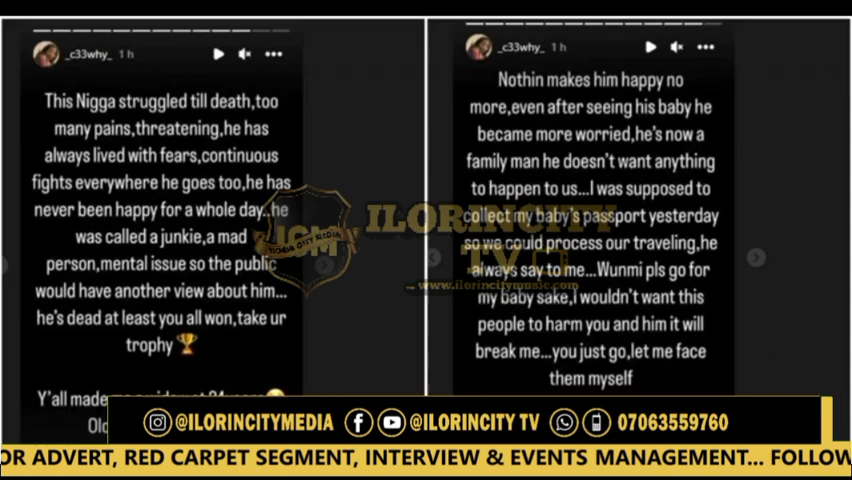 _c33why_ 1 h
This Nigga struggled till death,too
many pains,threatening,he has
always lived with fears,continuous
fights everywhere he goes too,he has
never been happy for a whole day..he
was called a junkie,a mad
person,mental issue so the public
would have another view about him...
he's dead at least you all won,take ur
trophy 🏆
Y'all made
_c33why_ 1 h
Nothin makes him happy no
more,even after seeing his baby he
became more worried,he's now a
family man he doesn't want anything
to happen to us...I was supposed to
collect my baby's passport yesterday
so we could process our traveling,he
always say to me...Wunmi pls go for
my baby sake,I wouldn't want this
people to harm you and him it will
break me...you just go,let me face
them myself
ICM
ILORIN CITY MEDIA
ILORINCITY
TV
www.ilorincitymusic.com
@ILORINCITYMEDIA @ILORINCITY TV 07063559760
OR ADVERT, RED CARPET SEGMENT, INTERVIEW & EVENTS MANAGEMENT... FOLLOW